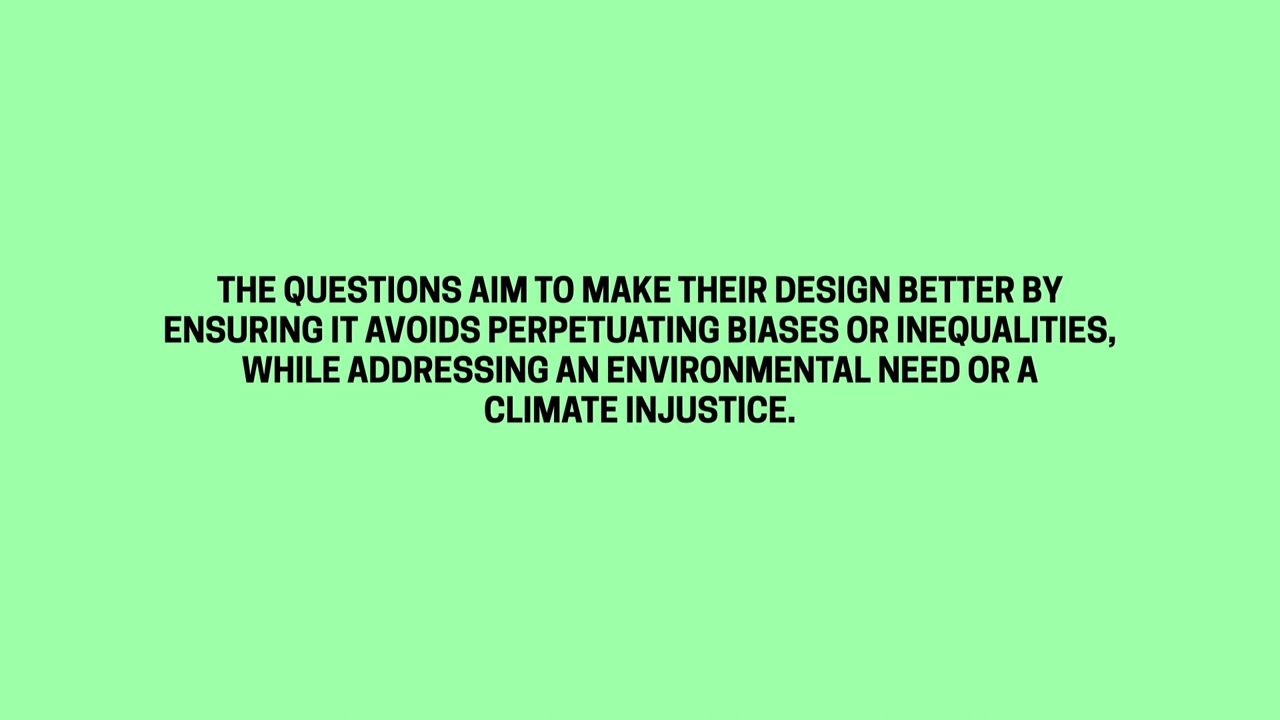 THE QUESTIONS AIM TO MAKE THEIR DESIGN BETTER BY
ENSURING IT AVOIDS PERPETUATING BIASES OR INEQUALITIES,
WHILE ADDRESSING AN ENVIRONMENTAL NEED OR A
CLIMATE INJUSTICE.